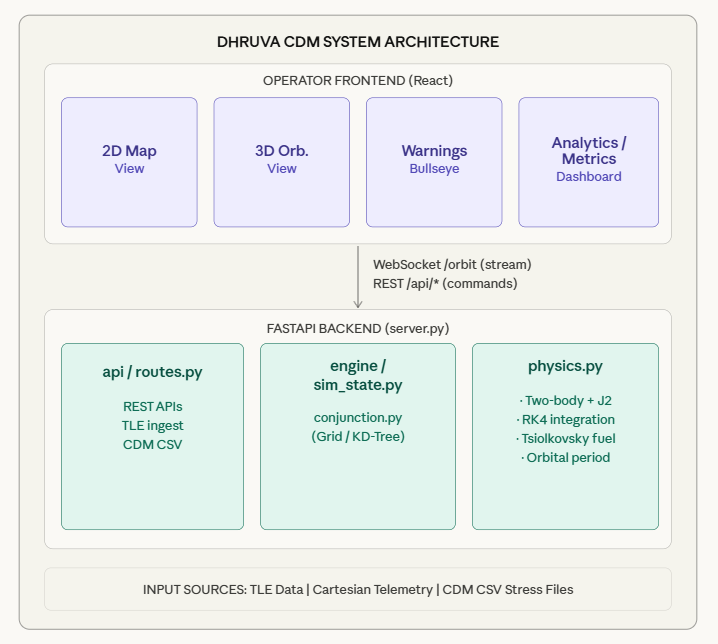 DHRUVA CDM SYSTEM ARCHITECTURE
OPERATOR FRONTEND (React)
2D Map
View
3D Orb.
View
Warnings
Bullseye
Analytics /
Metrics
Dashboard
WebSocket /orbit (stream)
REST /api/* (commands)
FASTAPI BACKEND (server.py)
api / routes.py
REST APIs
TLE ingest
CDM CSV
engine /
sim_state.py
conjunction.py
(Grid / KD-Tree)
physics.py
· Two-body + J2
· RK4 integration
· Tsiolkovsky fuel
· Orbital period
INPUT SOURCES: TLE Data | Cartesian Telemetry | CDM CSV Stress Files